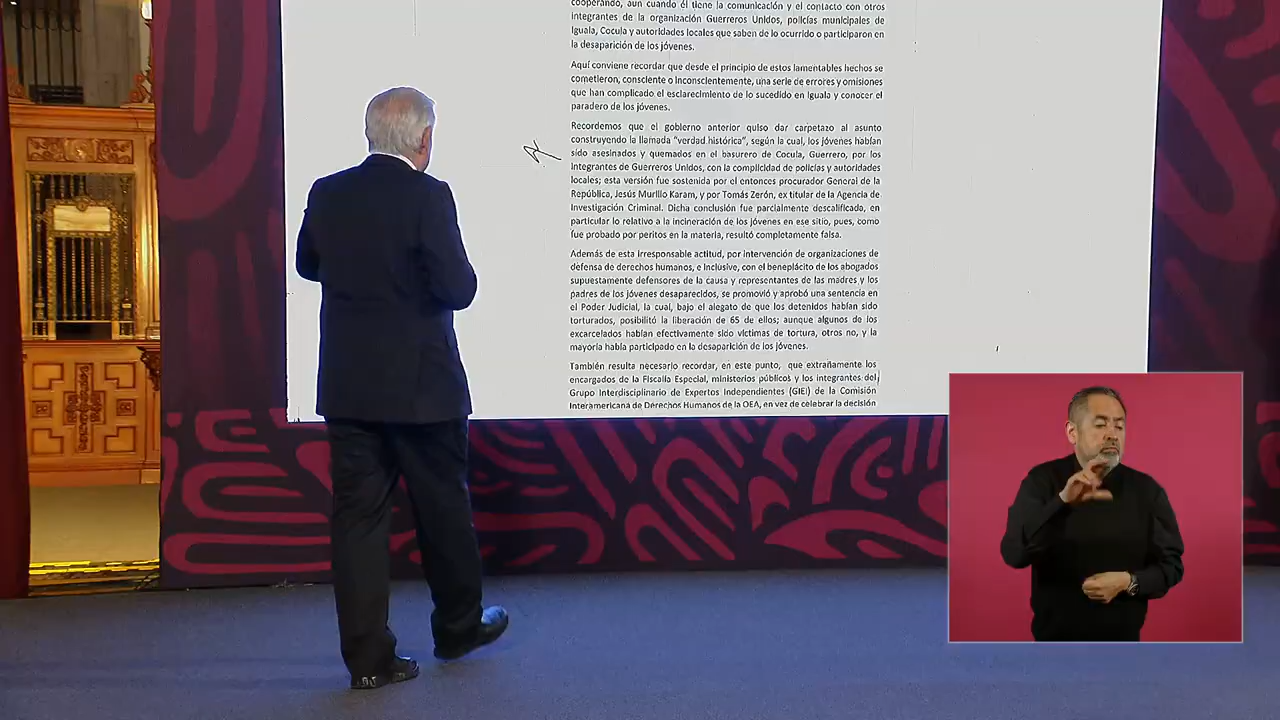 cooperando, aun cuando él tiene la comunicación y el contacto con otros
integrantes de la organización Guerreros Unidos, policías municipales de
Iguala, Cocula y autoridades locales que saben de lo ocurrido o participaron en
la desaparición de los jóvenes.
Aquí conviene recordar que desde el principio de estos lamentables hechos se
cometieron, consciente o inconscientemente, una serie de errores y omisiones
que han complicado el esclarecimiento de lo sucedido en Iguala y conocer el
paradero de los jóvenes.
Recordemos que el gobierno anterior quiso dar carpetazo al asunto
construyendo la llamada "verdad histórica", según la cual, los jóvenes habían
sido asesinados y quemados en el basurero de Cocula, Guerrero, por los
integrantes de Guerreros Unidos, con la complicidad de policías y autoridades
locales; esta versión fue sostenida por el entonces procurador General de la
República, Jesús Murillo Karam, y por Tomás Zerón, ex titular de la Agencia de
Investigación Criminal. Dicha conclusión fue parcialmente descalificada, en
particular lo relativo a la incineración de los jóvenes en ese sitio, pues, como
fue probado por peritos en la materia, resultó completamente falsa.
Además de esta irresponsable actitud, por intervención de organizaciones de
defensa de derechos humanos, e inclusive, con el beneplácito de los abogados
supuestamente defensores de la causa y representantes de las madres y los
padres de los jóvenes desaparecidos, se promovió y aprobó una sentencia en
el Poder Judicial, la cual, bajo el alegato de que los detenidos habían sido
torturados, posibilitó la liberación de 65 de ellos; aunque algunos de los
excarcelados habían efectivamente sido víctimas de tortura, otros no, y la
mayoría había participado en la desaparición de los jóvenes.
También resulta necesario recordar, en este punto, que extrañamente los
encargados de la Fiscalía Especial, ministerios públicos y los integrantes del
Grupo Interdisciplinario de Expertos Independientes (GIEI) de la Comisión
Interamericana de Derechos Humanos de la OEA, en vez de celebrar la decisión